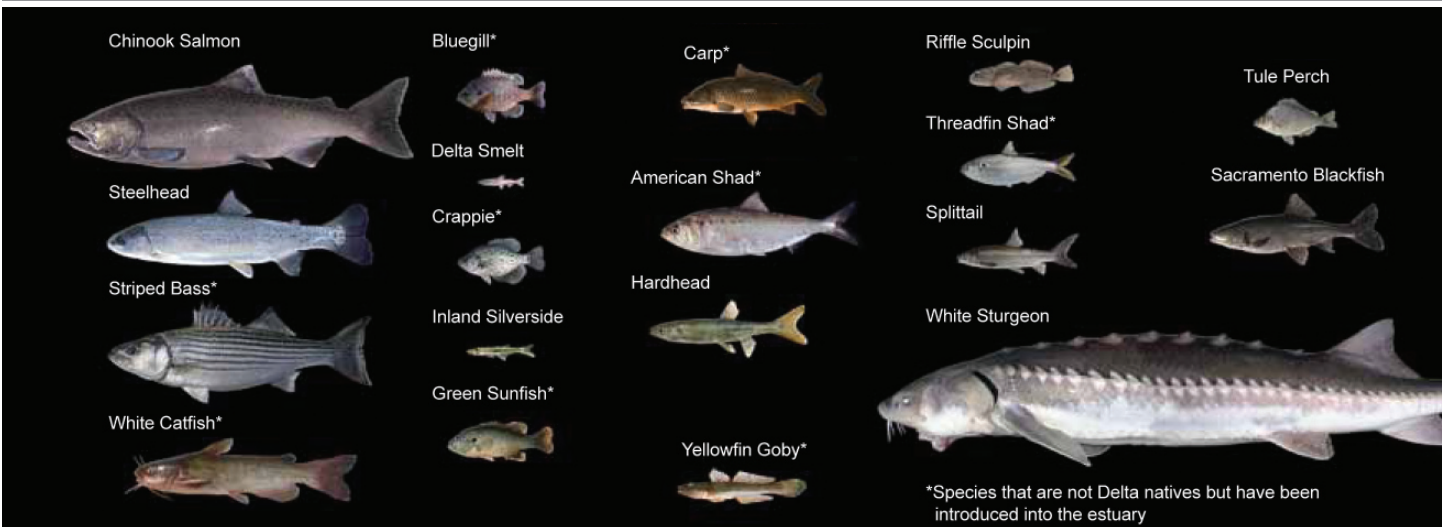 Chinook Salmon
Steelhead
Striped Bass*
White Catfish*
Bluegill*
Delta Smelt
Crappie*
Inland Silverside
Green Sunfish*
Carp*
American Shad*
Hardhead
Yellowfin Goby*
Riffle Sculpin
Threadfin Shad*
Splittail
White Sturgeon
Tule Perch
Sacramento Blackfish
*Species that are not Delta natives but have been
introduced into the estuary